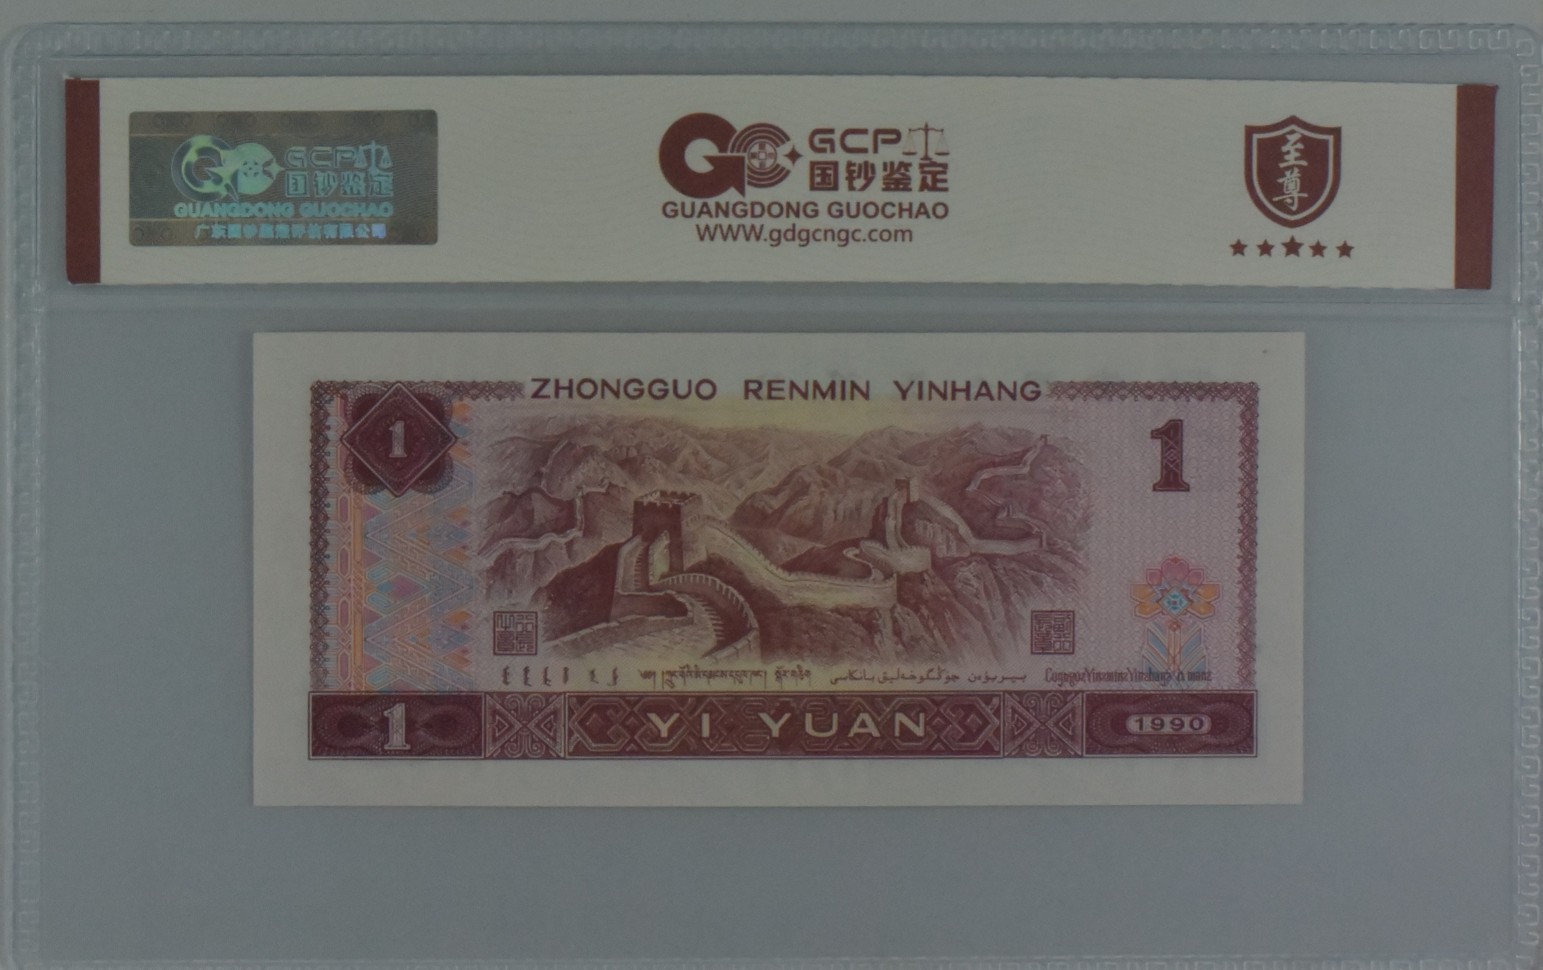 GCP
国钞鉴定
GUANGDONG GUOCHAO
GCP
国钞鉴定
GUANGDONG GUOCHAO
WWW.gdgcngc.com
至尊
ZHONGGUO RENMIN YINHANG
1
1
1
YI YUAN
1990